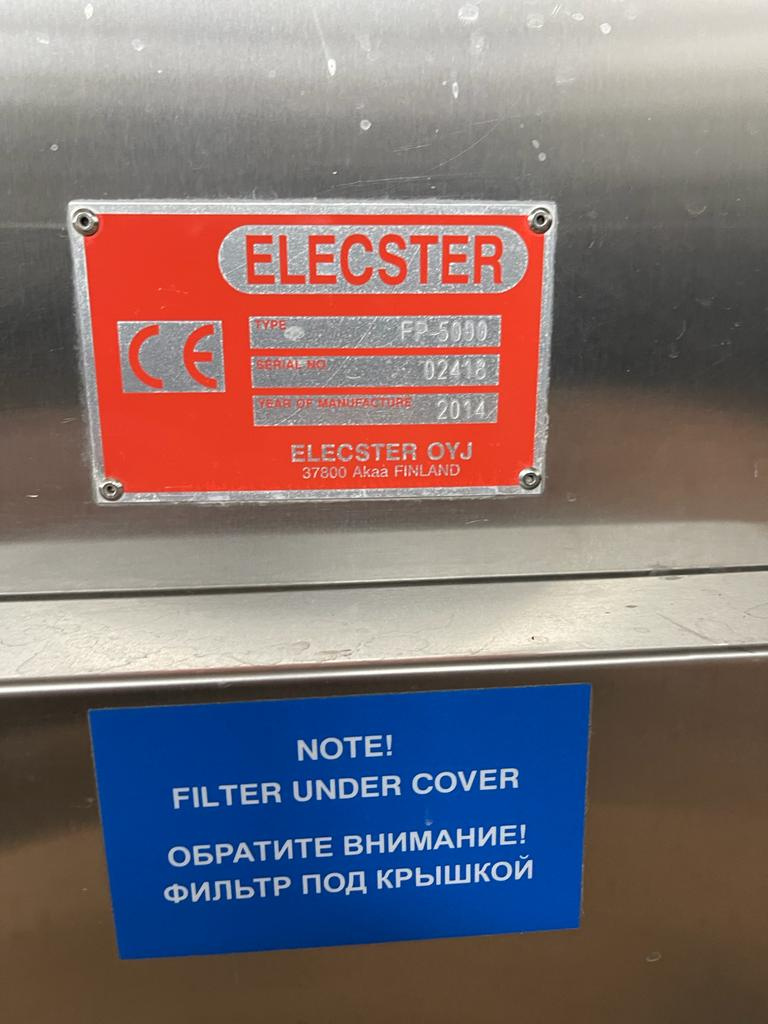 ELECSTER
CE
TYPE FP-5000
SERIAL NO. 02418
YEAR OF MANUFACTURE 2014
ELECSTER OYJ
37800 Akaa FINLAND
NOTE!
FILTER UNDER COVER
ОБРАТИТЕ ВНИМАНИЕ!
ФИЛЬТР ПОД КРЫШКОЙ